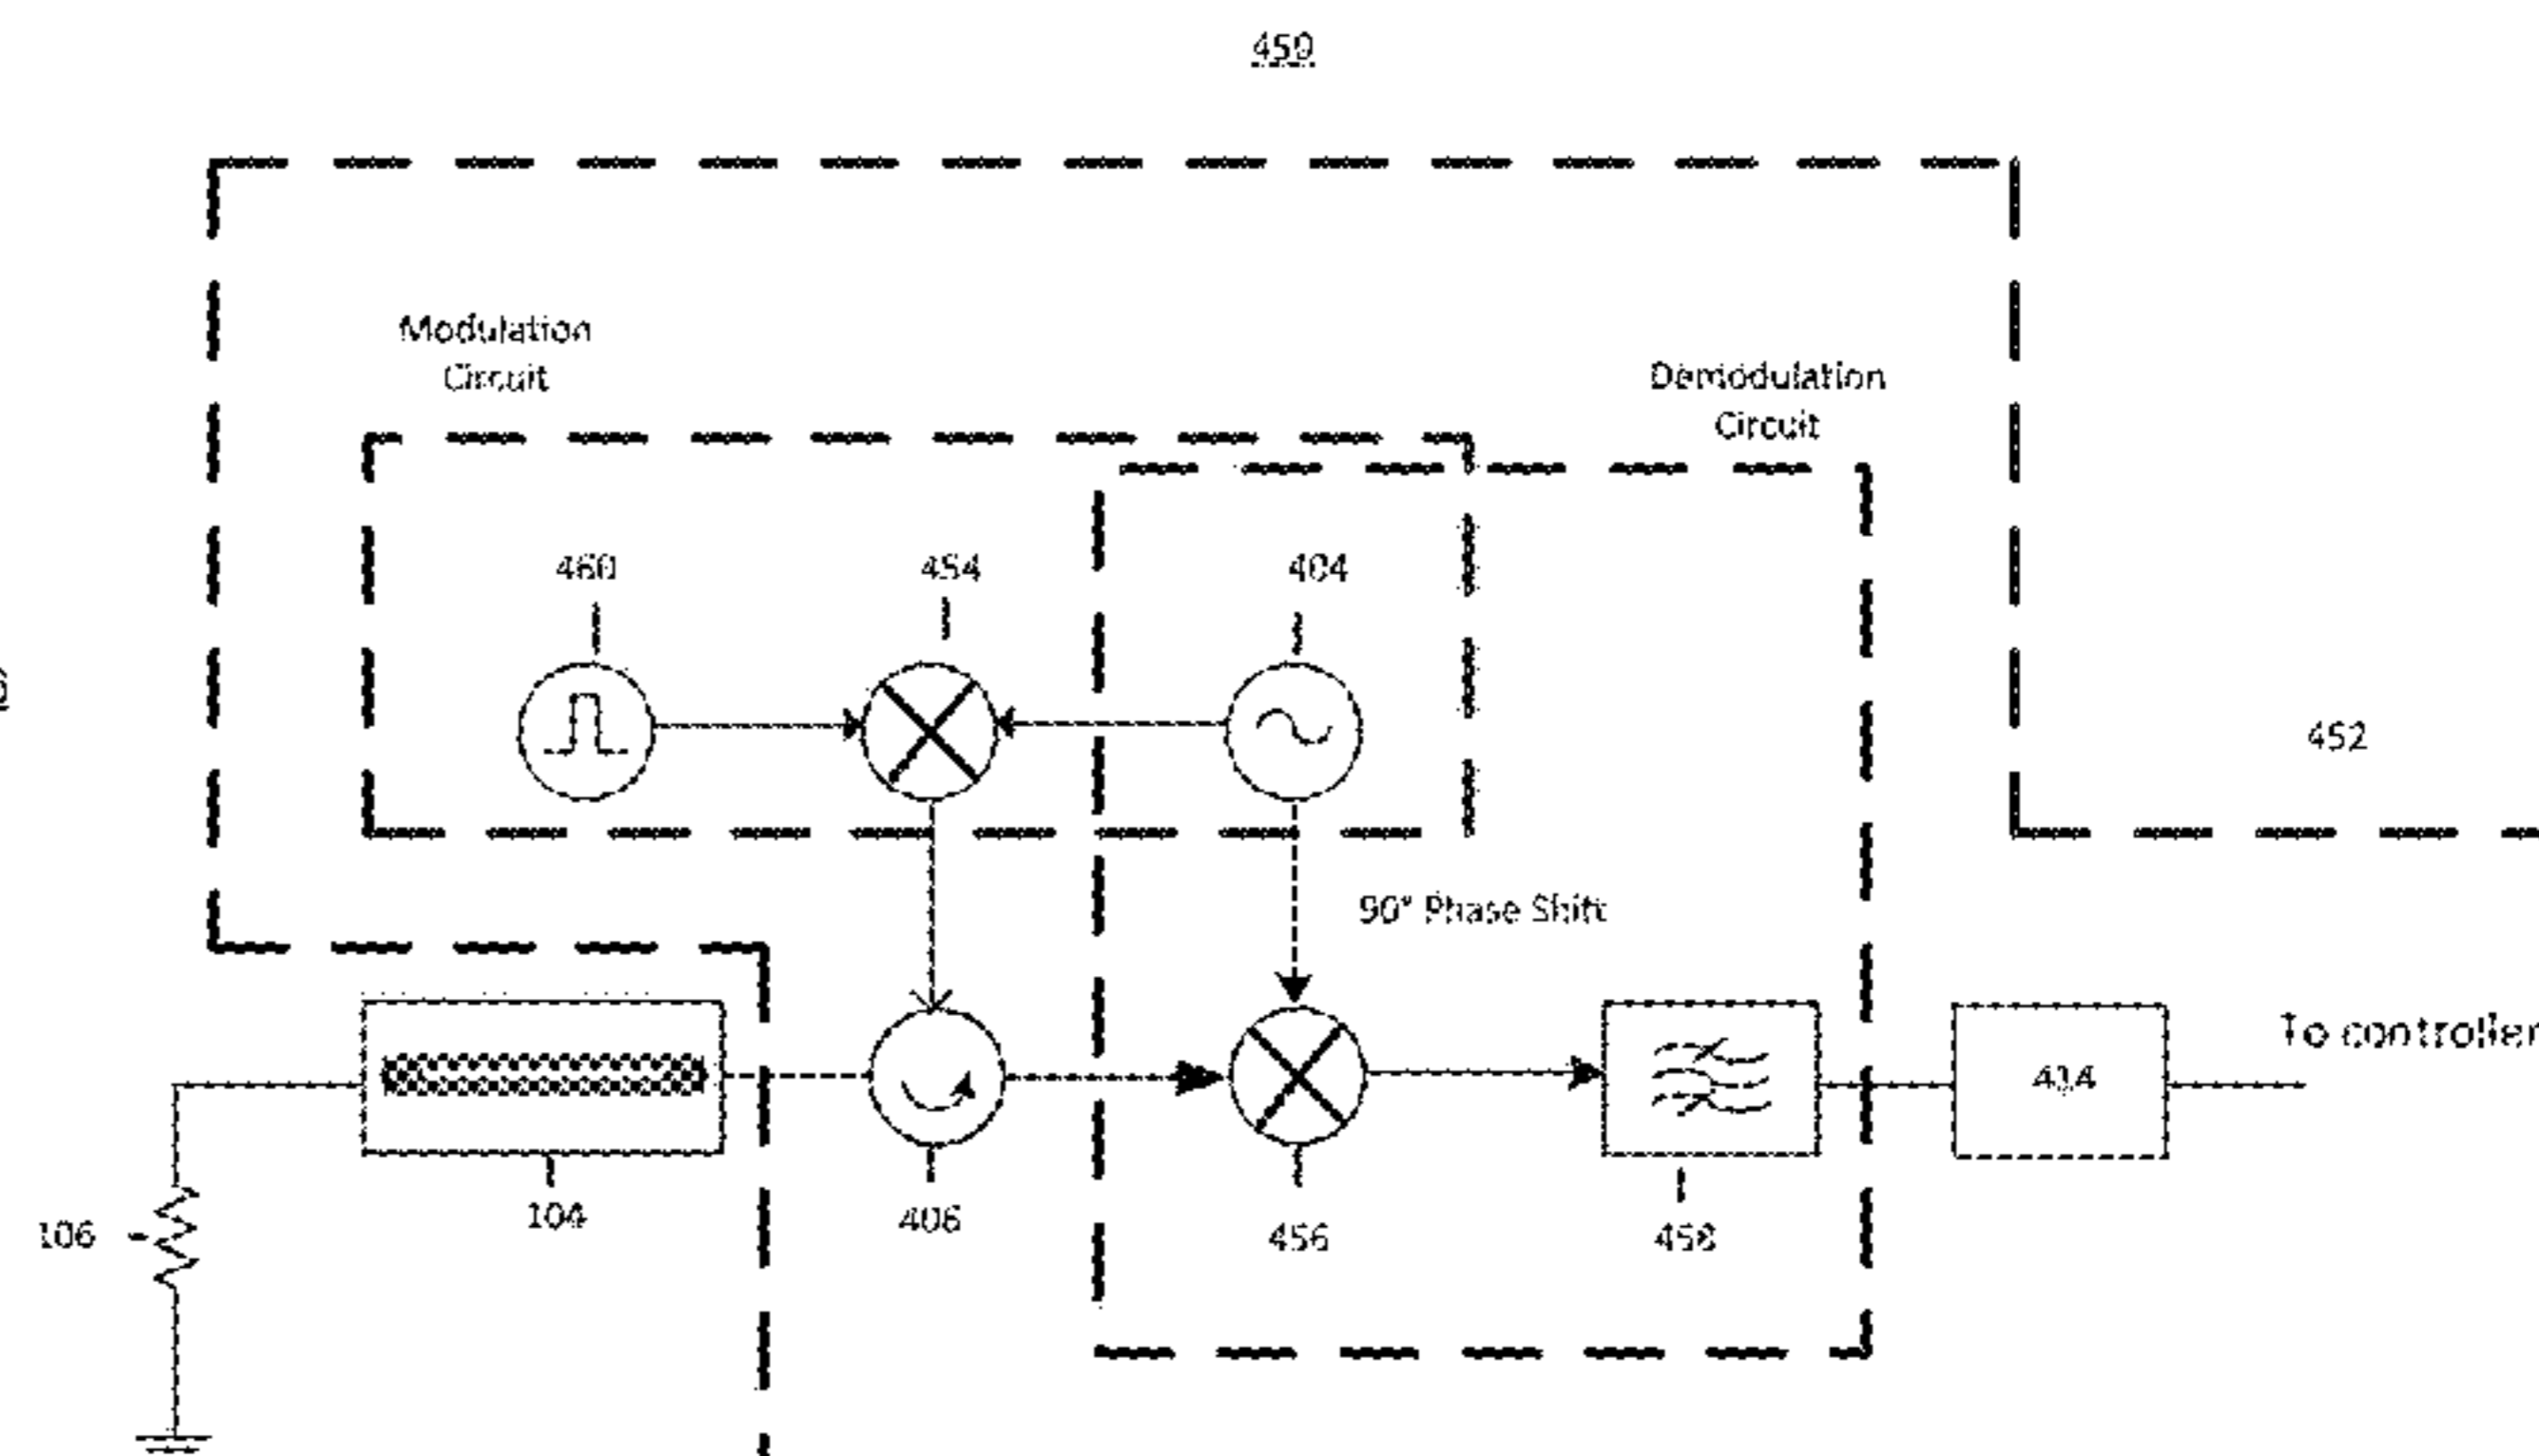 450
Modulation
Circuit
Demodulation
Circuit
460
454
404
452
90° Phase Shift
To controller
414
104
406
106
456
458